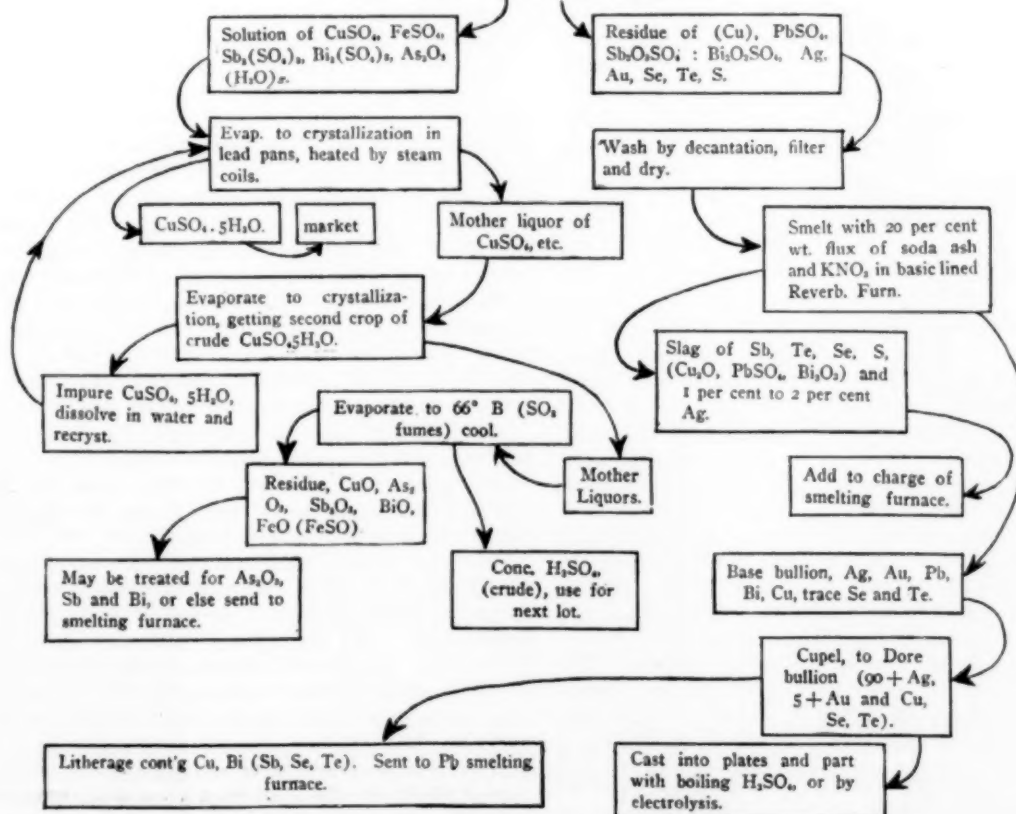 Solution of CuSO₄, FeSO₄,
Sb₂(SO₄)₃, Bi₂(SO₄)₃, As₂O₃
(H₂O)x.
Residue of (Cu), PbSO₄,
Sb₂O₂SO₄ : Bi₂O₂SO₄, Ag,
Au, Se, Te, S.
Evap. to crystallization in
lead pans, heated by steam
coils.
Wash by decantation, filter
and dry.
CuSO₄.5H₂O.
market
Mother liquor of
CuSO₄, etc.
Smelt with 20 per cent
wt. flux of soda ash
and KNO₃ in basic lined
Reverb. Furn.
Evaporate to crystalliza-
tion, getting second crop of
crude CuSO₄5H₂O.
Slag of Sb, Te, Se, S,
(Cu₂O, PbSO₄, Bi₂O₃) and
1 per cent to 2 per cent
Ag.
Impure CuSO₄, 5H₂O,
dissolve in water and
recryst.
Evaporate to 66° B (SO₃
fumes) cool.
Mother
Liquors.
Add to charge of
smelting furnace.
Residue, CuO, As₂
O₃, Sb₂O₃, BiO,
FeO (FeSO)
May be treated for As₂O₃,
Sb and Bi, or else send to
smelting furnace.
Conc. H₂SO₄,
(crude), use for
next lot.
Base bullion, Ag, Au, Pb,
Bi, Cu, trace Se and Te.
Cupel, to Dore
bullion (90+Ag,
5+Au and Cu,
Se, Te).
Litherage cont'g Cu, Bi (Sb, Se, Te). Sent to Pb smelting
furnace.
Cast into plates and part
with boiling H₂SO₄, or by
electrolysis.